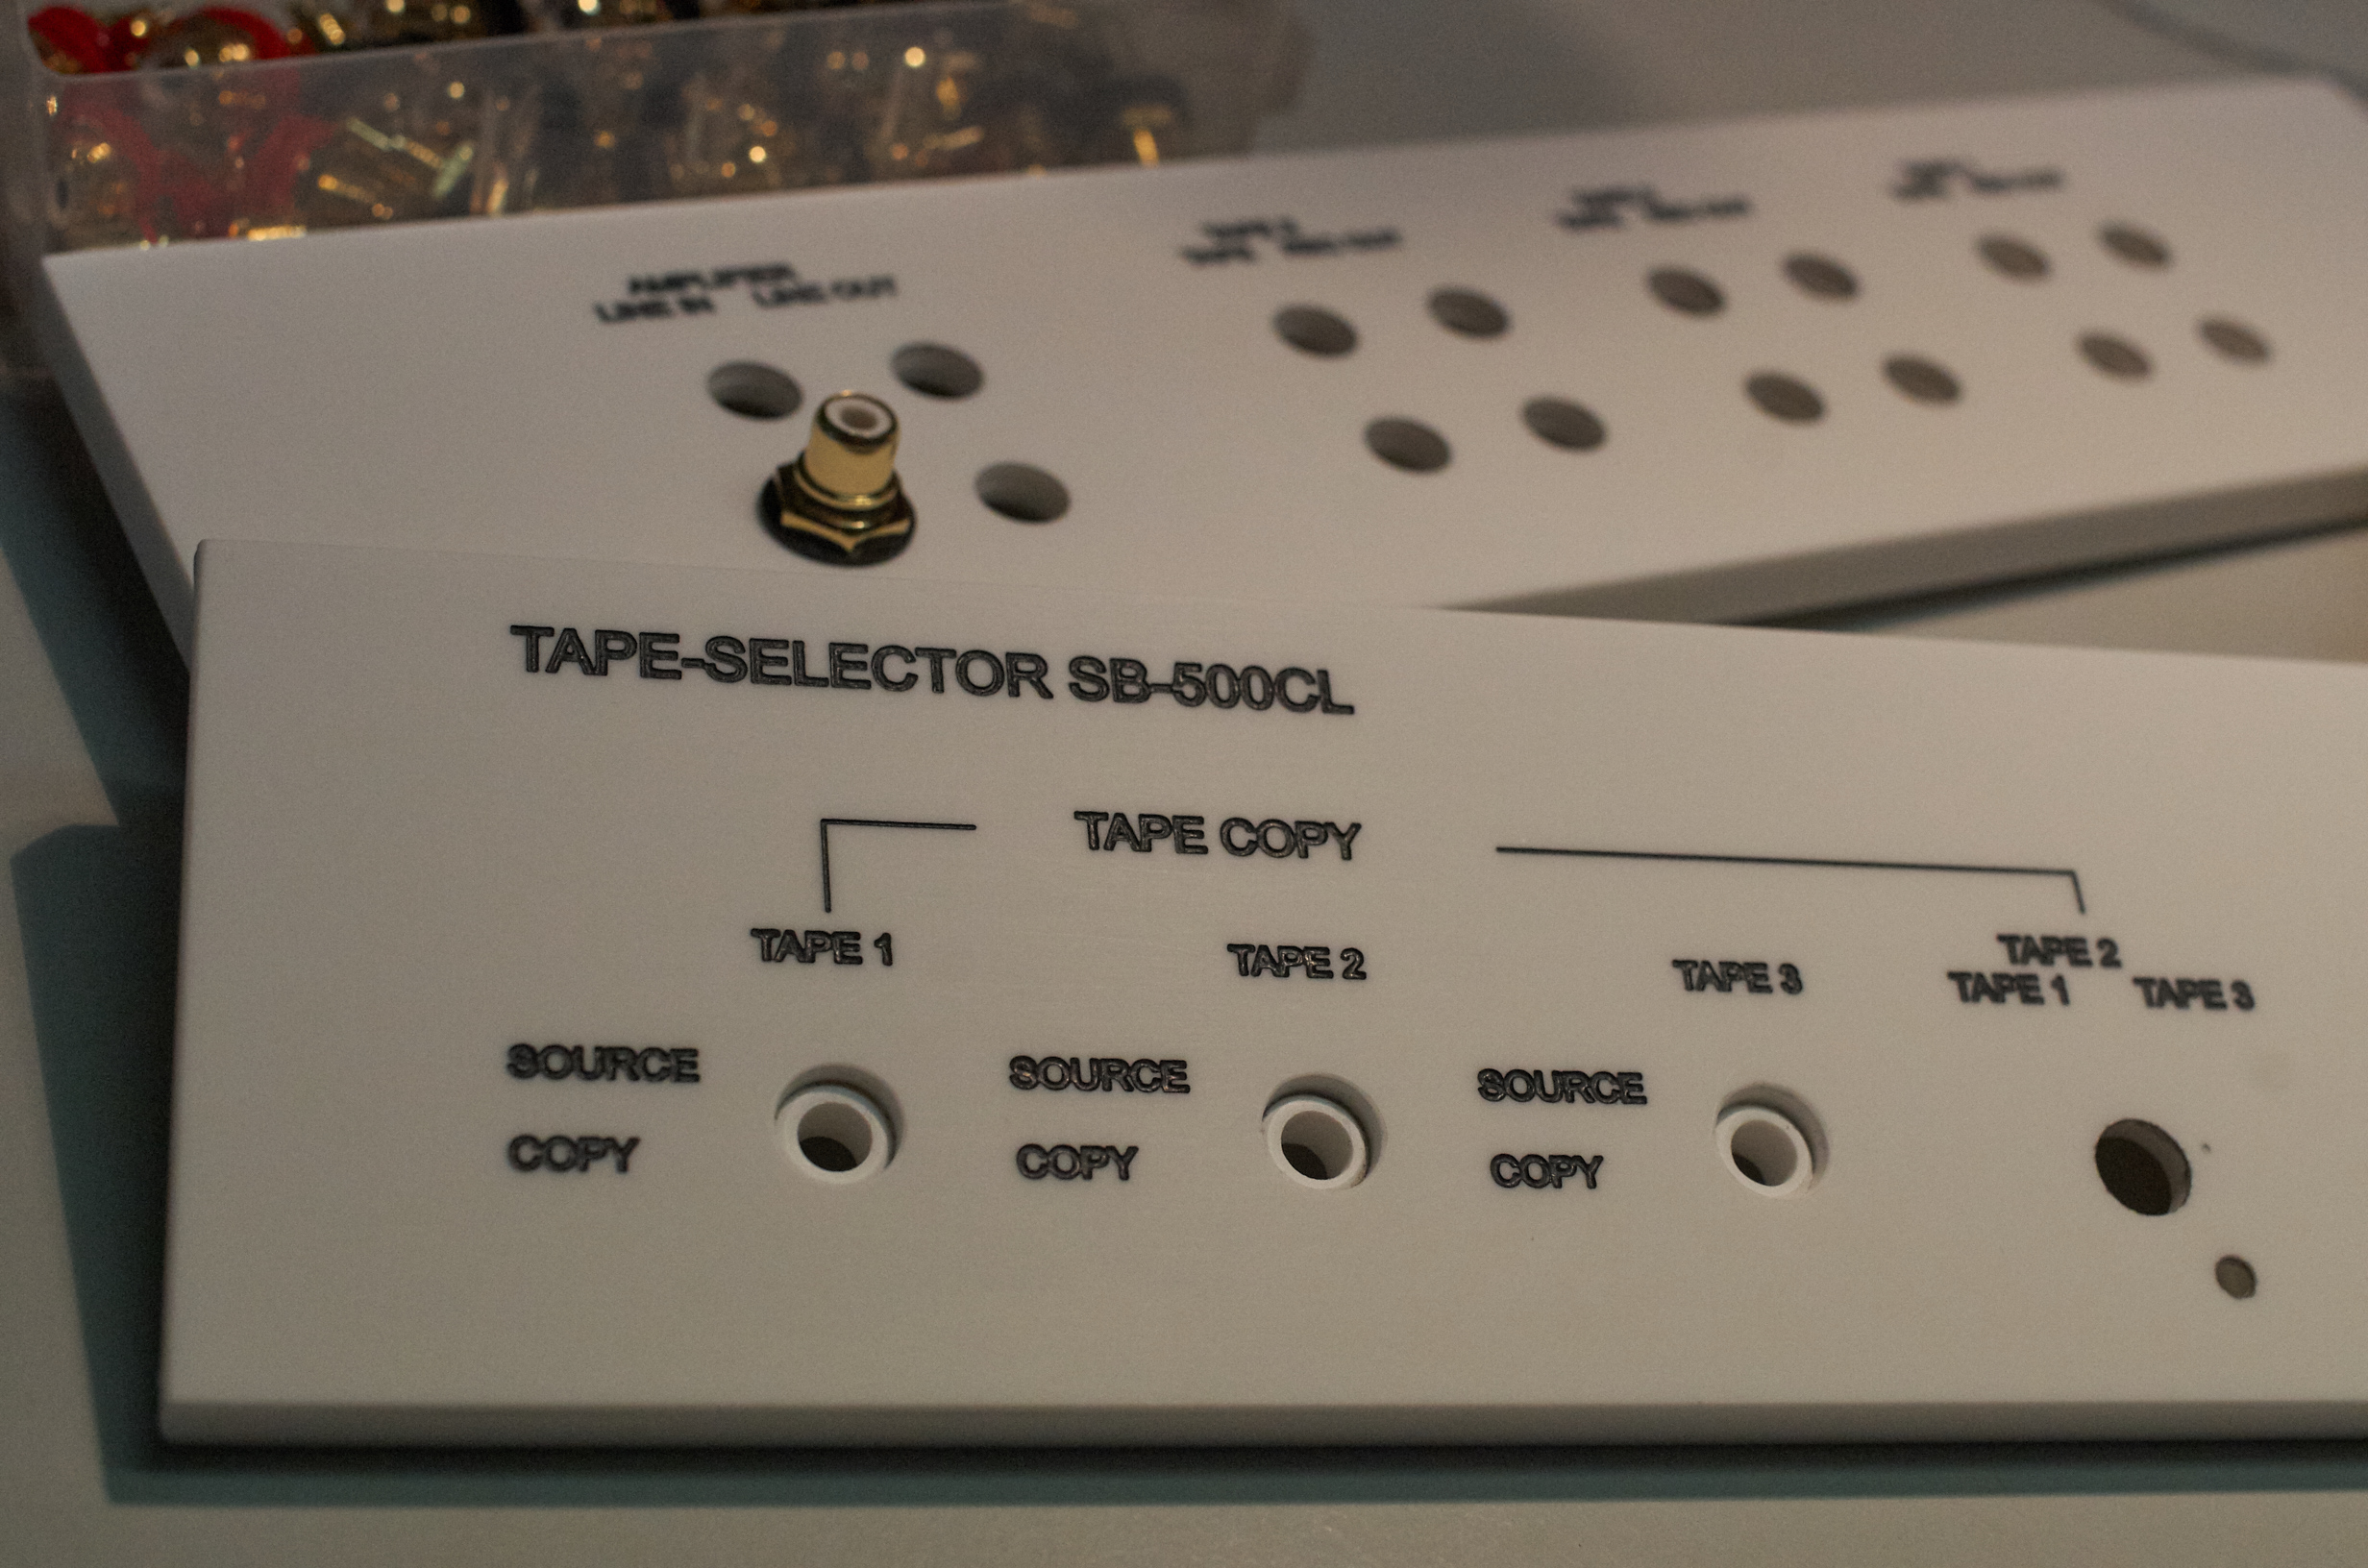 AMPLIFIER
LINE IN LINE OUT
TAPE-SELECTOR SB-500CL
TAPE COPY
TAPE 1 TAPE 2 TAPE 3 TAPE 2
TAPE 1 TAPE 3
SOURCE SOURCE SOURCE
COPY COPY COPY